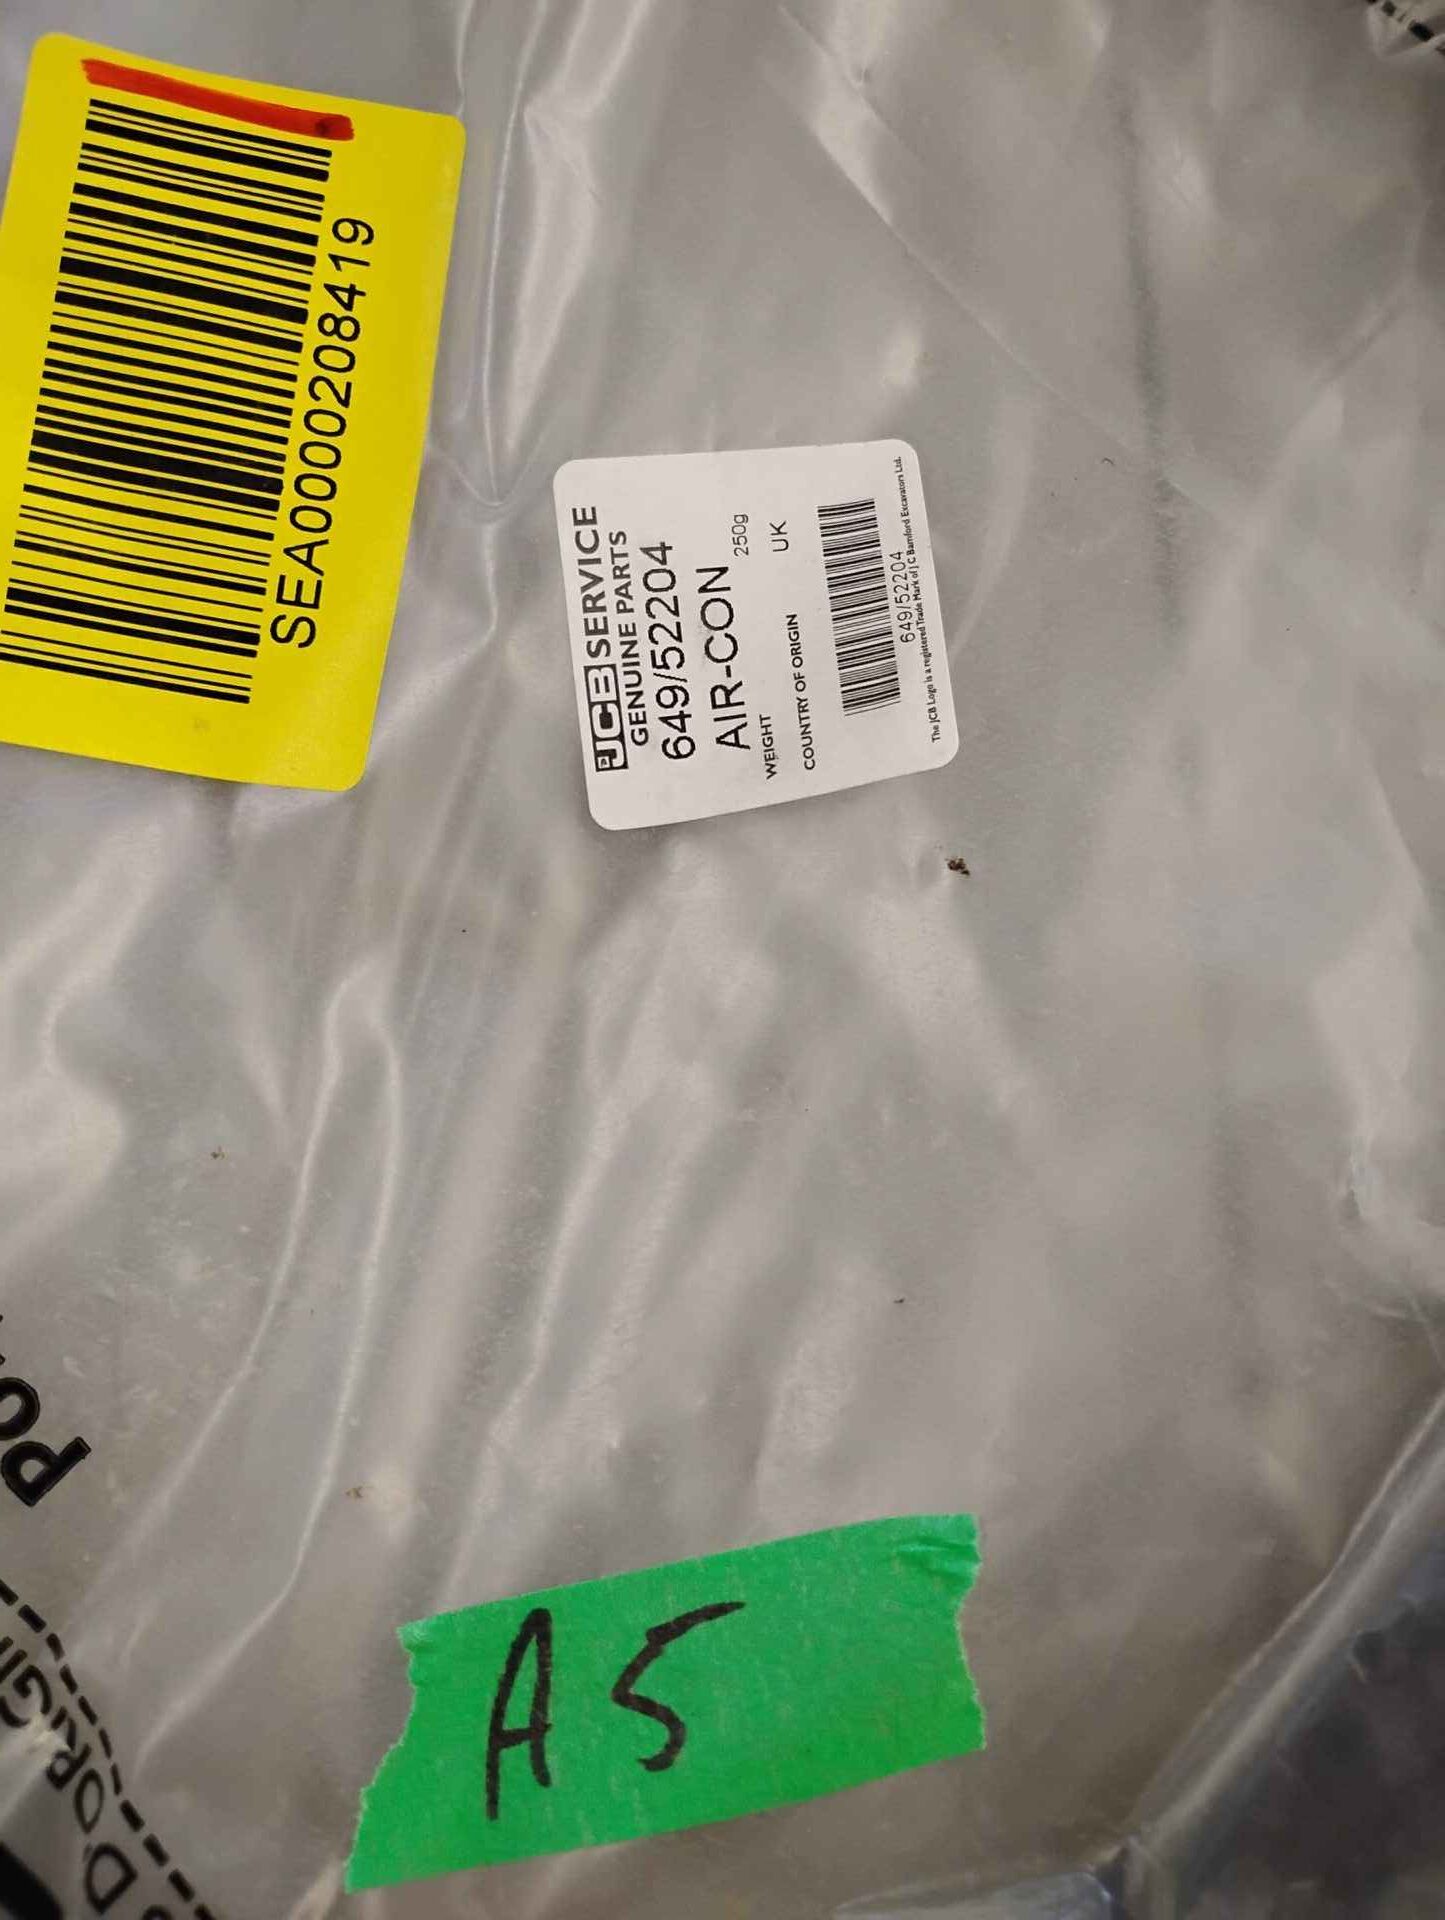 SEA0000208419
JCB SERVICE
GENUINE PARTS
649/52204
AIR-CON
WEIGHT 250g
COUNTRY OF ORIGIN UK
649/52204
The JCB Logo is a registered Trade Mark of J C Bamford Excavators Ltd.
A5